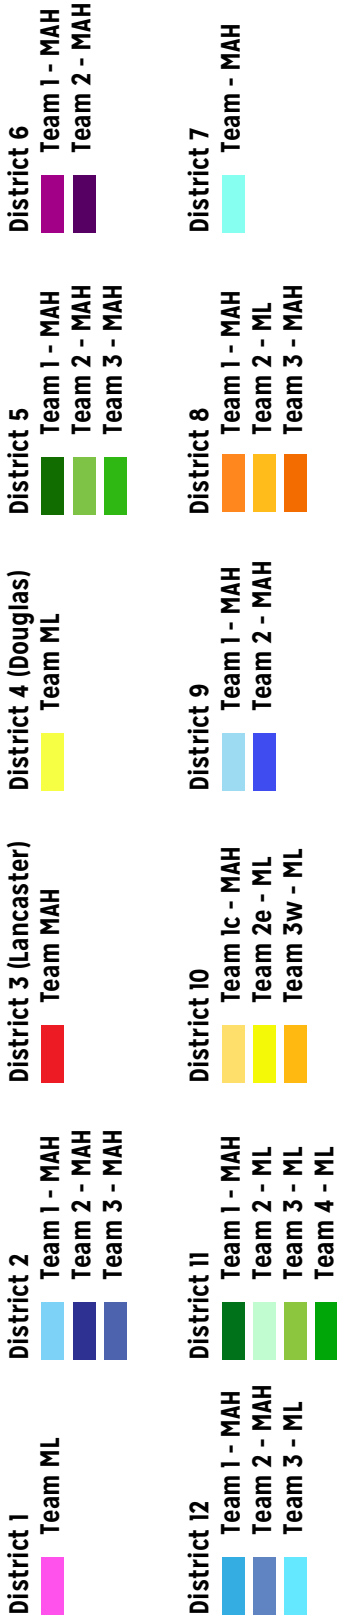 District 1
Team ML
District 2
Team 1 - MAH
Team 2 - MAH
Team 3 - MAH
District 3 (Lancaster)
Team MAH
District 4 (Douglas)
Team ML
District 5
Team 1 - MAH
Team 2 - MAH
Team 3 - MAH
District 6
Team 1 - MAH
Team 2 - MAH
District 12
Team 1 - MAH
Team 2 - MAH
Team 3 - ML
District 11
Team 1 - MAH
Team 2 - ML
Team 3 - ML
Team 4 - ML
District 10
Team 1c - MAH
Team 2e - ML
Team 3w - ML
District 9
Team 1 - MAH
Team 2 - MAH
District 8
Team 1 - MAH
Team 2 - ML
Team 3 - MAH
District 7
Team - MAH